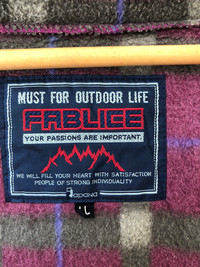 MUST FOR OUTDOOR LIFE
FABLICE
YOUR PASSIONS ARE IMPORTANT.
WE WILL FILL YOUR HEART WITH SATISFACTION
PEOPLE OF STRONG INDIVIDUALITY
L